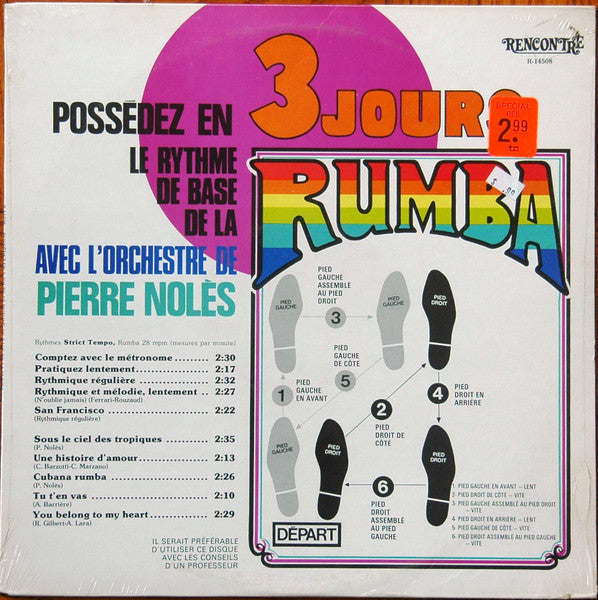 RENCONTRE
R-14508
POSSÉDEZ EN 3 JOURS
LE RYTHME
DE BASE
DE LA
RUMBA
AVEC L'ORCHESTRE DE
PIERRE NOLÈS
SPECIAL
2.99
tc
$ .99
Rythmes Strict Tempo, Rumba 28 mpm (mesures par minute)
Comptez avec le métronome .......... 2:30
Pratiquez lentement .......... 2:17
Rythmique régulière .......... 2:32
Rythmique et mélodie, lentement .. 2:27
(N'oublie jamais) (Ferrari-Rouzaud)
San Francisco .......... 2:22
(Rythmique régulière)
Sous le ciel des tropiques .......... 2:35
(P. Nolès)
Une histoire d'amour .......... 2:13
(C. Barzotti-C. Marzano)
Cubana rumba .......... 2:26
(P. Nolès)
Tu t'en vas .......... 2:10
(A. Barrière)
You belong to my heart .......... 2:29
(R. Gilbert-A. Lara)
IL SERAIT PRÉFÉRABLE
D'UTILISER CE DISQUE
AVEC LES CONSEILS
D'UN PROFESSEUR
PIED
GAUCHE
PIED
GAUCHE
ASSEMBLÉ
AU PIED
DROIT
3
PIED
GAUCHE
PIED
DROIT
PIED
GAUCHE
DE CÔTÉ
5
1
PIED
GAUCHE
EN AVANT
2
PIED
DROIT DE
CÔTÉ
4
PIED
DROIT EN
ARRIÈRE
PIED
GAUCHE
PIED
DROIT
PIED
DROIT
PIED
DROIT
6
PIED
DROIT
ASSEMBLÉ
AU PIED
GAUCHE
DÉPART
1- PIED GAUCHE EN AVANT – LENT
2- PIED DROIT DE CÔTÉ – VITE
3- PIED GAUCHE ASSEMBLÉ AU PIED DROIT
– VITE
4- PIED DROIT EN ARRIÈRE – LENT
5- PIED GAUCHE DE CÔTÉ – VITE
6- PIED DROIT ASSEMBLÉ AU PIED GAUCHE
– VITE